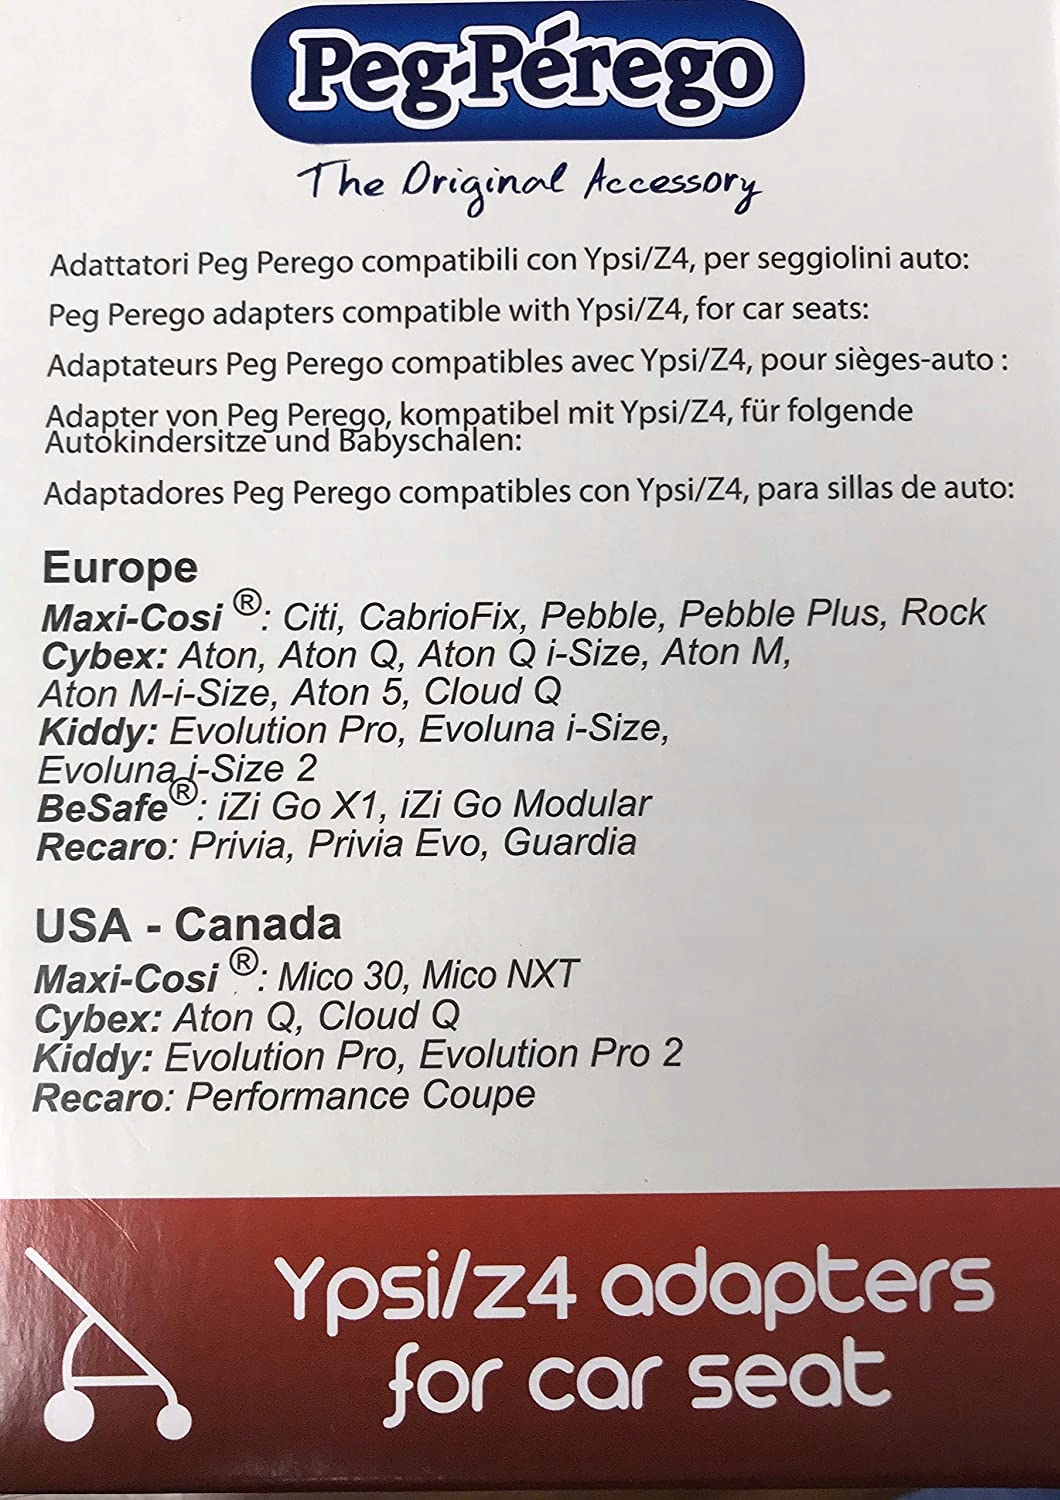 Peg-Pérego
The Original Accessory
Adattatori Peg Perego compatibili con Ypsi/Z4, per seggiolini auto:
Peg Perego adapters compatible with Ypsi/Z4, for car seats:
Adaptateurs Peg Perego compatibles avec Ypsi/Z4, pour sièges-auto :
Adapter von Peg Perego, kompatibel mit Ypsi/Z4, für folgende
Autokindersitze und Babyschalen:
Adaptadores Peg Perego compatibles con Ypsi/Z4, para sillas de auto:
Europe
Maxi-Cosi ®: Citi, CabrioFix, Pebble, Pebble Plus, Rock
Cybex: Aton, Aton Q, Aton Q i-Size, Aton M,
Aton M-i-Size, Aton 5, Cloud Q
Kiddy: Evolution Pro, Evoluna i-Size,
Evoluna i-Size 2
BeSafe®: iZi Go X1, iZi Go Modular
Recaro: Privia, Privia Evo, Guardia
USA - Canada
Maxi-Cosi ®: Mico 30, Mico NXT
Cybex: Aton Q, Cloud Q
Kiddy: Evolution Pro, Evolution Pro 2
Recaro: Performance Coupe
Ypsi/z4 adapters
for car seat